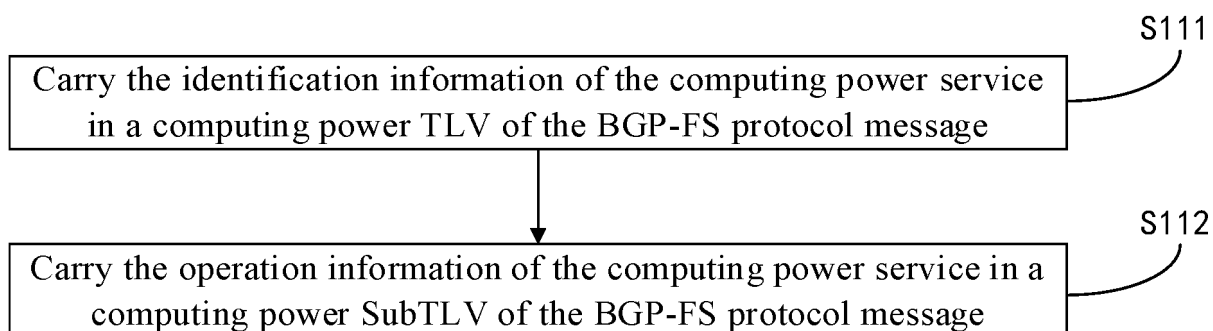 S111
Carry the identification information of the computing power service
in a computing power TLV of the BGP-FS protocol message
S112
Carry the operation information of the computing power service in a
computing power SubTLV of the BGP-FS protocol message